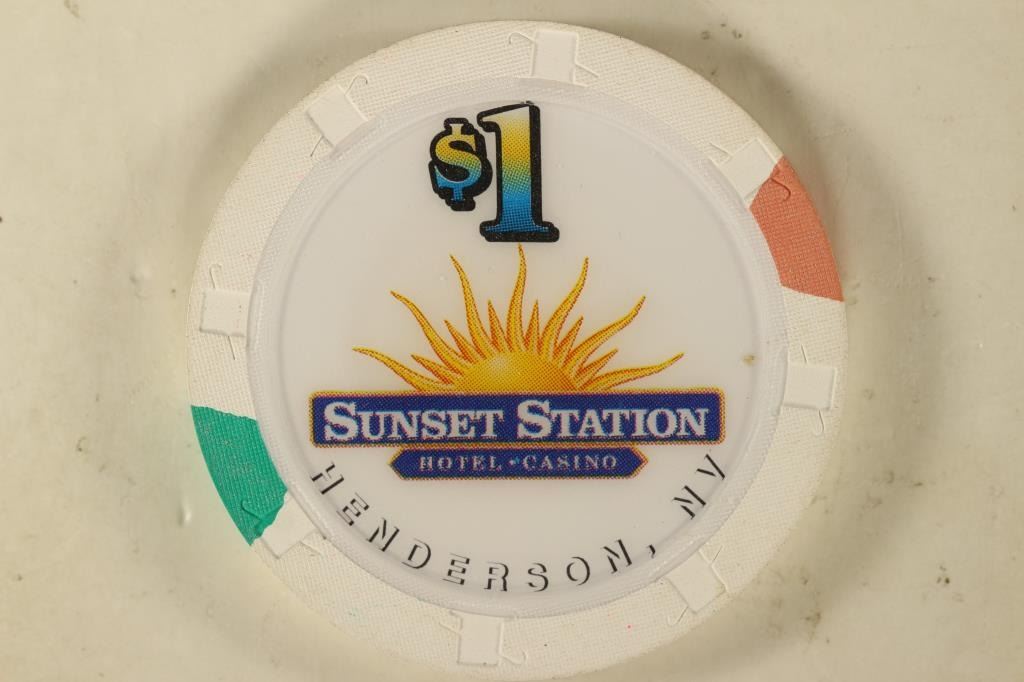 $1
SUNSET STATION
HOTEL • CASINO
HENDERSON, NV